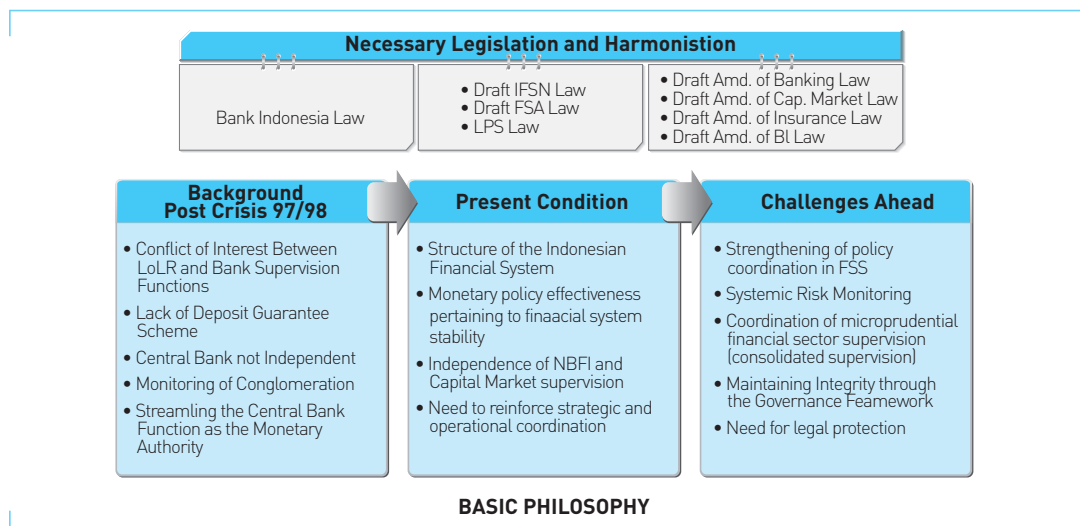 Necessary Legislation and Harmonistion
Bank Indonesia Law
• Draft IFSN Law
• Draft FSA Law
• LPS Law
• Draft Amd. of Banking Law
• Draft Amd. of Cap. Market Law
• Draft Amd. of Insurance Law
• Draft Amd. of Bl Law
Background
Post Crisis 97/98
• Conflict of Interest Between
LoLR and Bank Supervision
Functions
• Lack of Deposit Guarantee
Scheme
• Central Bank not Independent
• Monitoring of Conglomeration
• Streamling the Central Bank
Function as the Monetary
Authority
Present Condition
• Structure of the Indonesian
Financial System
• Monetary policy effectiveness
pertaining to finaacial system
stability
• Independence of NBFI and
Capital Market supervision
• Need to reinforce strategic and
operational coordination
Challenges Ahead
• Strengthening of policy
coordination in FSS
• Systemic Risk Monitoring
• Coordination of microprudential
financial sector supervision
(consolidated supervision)
• Maintaining Integrity through
the Governance Feamework
• Need for legal protection
BASIC PHILOSOPHY